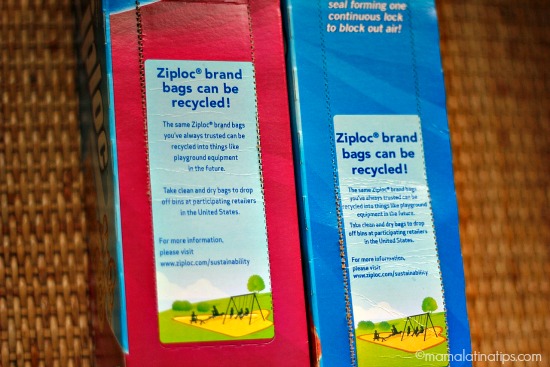 ploc
Ziploc® brand
bags can be
recycled!
The same Ziploc® brand bags
you've always trusted can be
recycled into things like
playground equipment
in the future.
Take clean and dry bags to drop
off bins at participating retailers
in the United States.
For more information,
please visit
www.ziploc.com/sustainability
seal forming one
continuous lock
to block out air!
Ziploc® brand
bags can be
recycled!
The same Ziploc® brand bags
you've always trusted can be
recycled into things like playground
equipment in the future.
Take clean and dry bags to drop
off bins at participating retailers
in the United States.
For more information,
please visit
www.ziploc.com/sustainability
©mamalatinatips.com